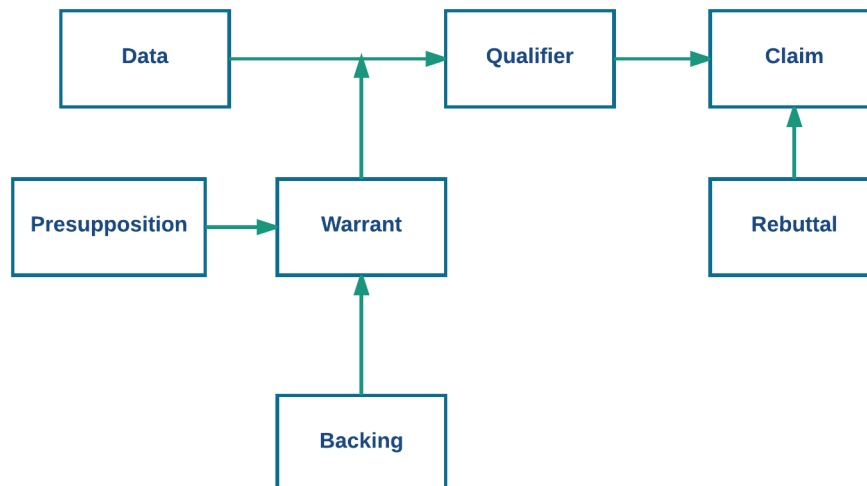 Data
Qualifier
Claim
Presupposition
Warrant
Rebuttal
Backing